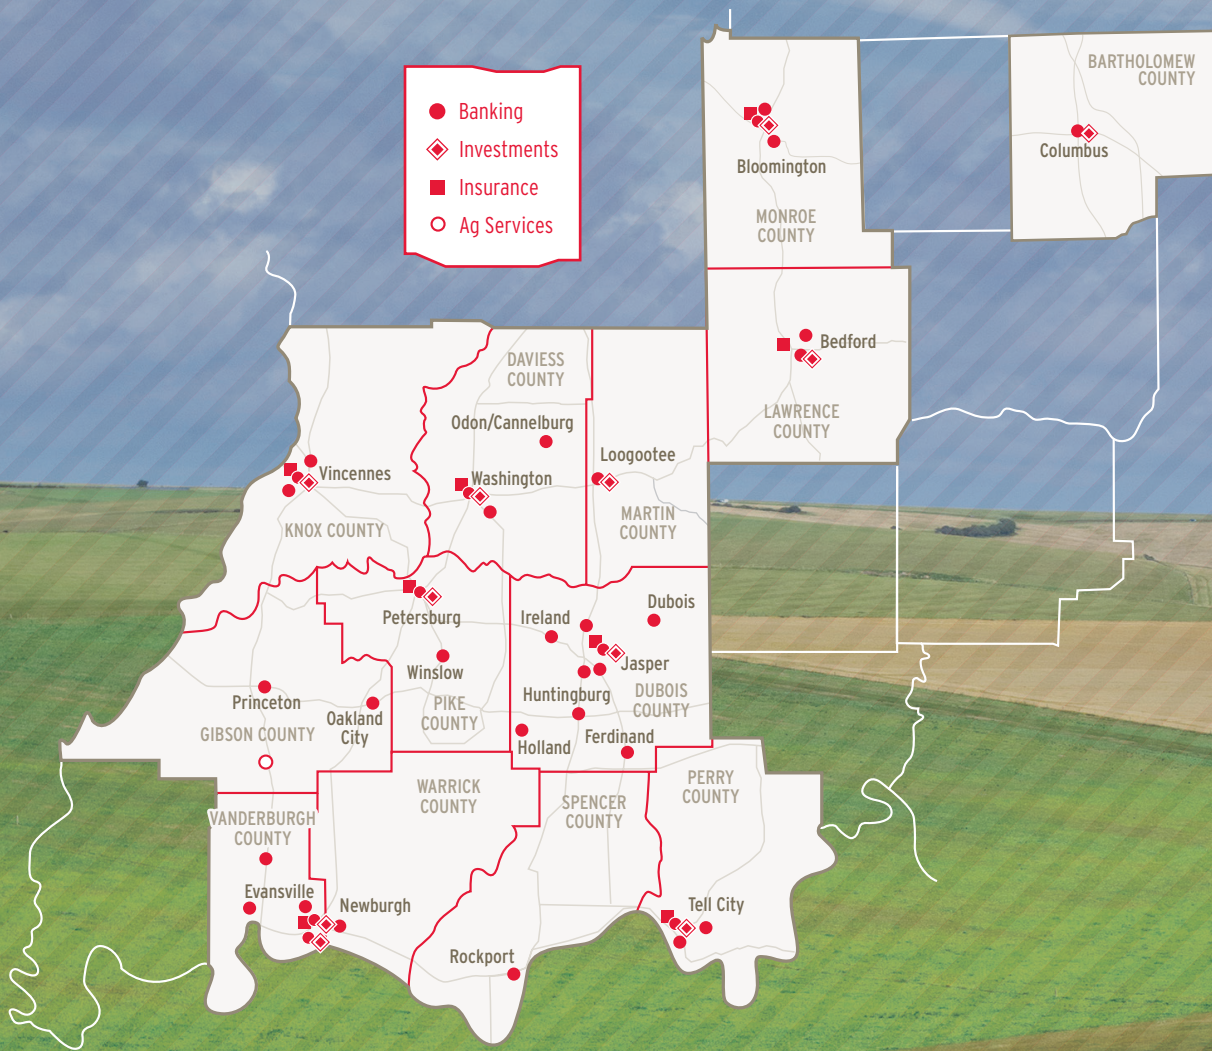 Banking
Investments
Insurance
Ag Services
BARTHOLOMEW
COUNTY
Columbus
Bloomington
MONROE
COUNTY
Bedford
LAWRENCE
COUNTY
DAVIESS
COUNTY
Odon/Cannelburg
Washington
Loogootee
MARTIN
COUNTY
Vincennes
KNOX COUNTY
Petersburg
Winslow
PIKE
COUNTY
Ireland
Dubois
Jasper
Huntingburg
DUBOIS
COUNTY
Holland
Ferdinand
Princeton
Oakland
City
GIBSON COUNTY
WARRICK
COUNTY
SPENCER
COUNTY
PERRY
COUNTY
VANDERBURGH
COUNTY
Evansville
Newburgh
Rockport
Tell City